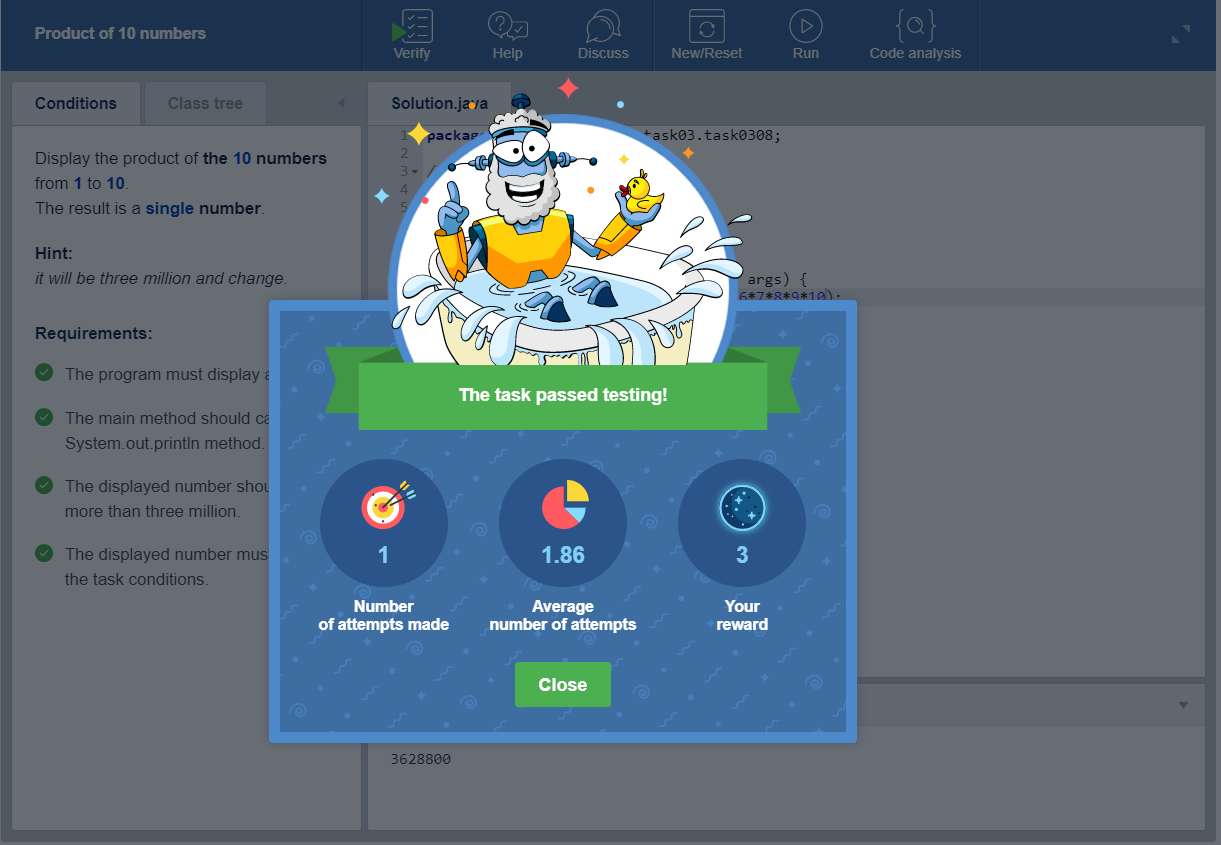 Product of 10 numbers
Verify
Help
Discuss
New/Reset
Run
Code analysis
Conditions
Class tree
Solution.java
Display the product of the 10 numbers
from 1 to 10.
The result is a single number.
Hint:
it will be three million and change.
Requirements:
The program must display a
The main method should ca
System.out.println method.
The displayed number shou
more than three million.
The displayed number mus
the task conditions.
1 packag task03.task0308;
2
3 /
4
5
args) {
6*7*8*9*10);
The task passed testing!
1
Number
of attempts made
1.86
Average
number of attempts
3
Your
reward
Close
3628800